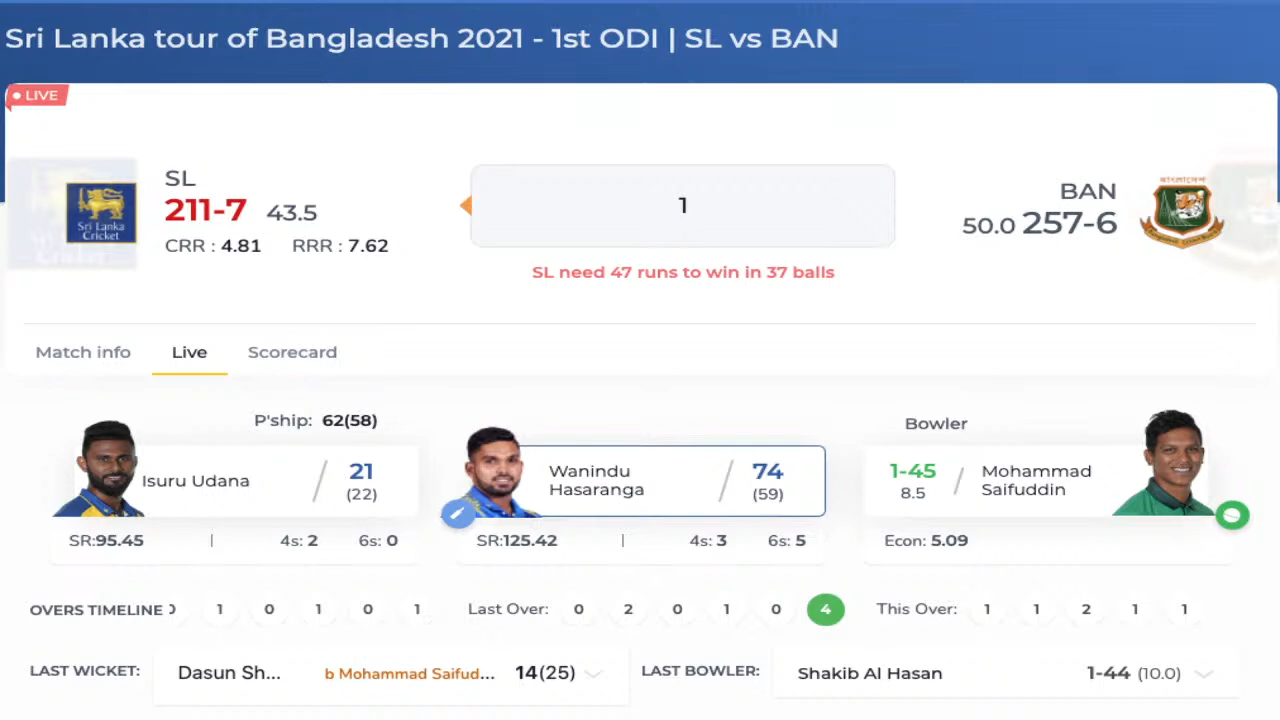 Sri Lanka tour of Bangladesh 2021 - 1st ODI | SL vs BAN
LIVE
SL
211-7 43.5
CRR : 4.81 RRR : 7.62
Sri Lanka
Cricket
1
SL need 47 runs to win in 37 balls
BAN
50.0 257-6
Match info Live Scorecard
P'ship: 62(58)
Isuru Udana / 21
(22)
SR:95.45 | 4s: 2 6s: 0
Wanindu
Hasaranga / 74
(59)
SR:125.42 | 4s: 3 6s: 5
Bowler
1-45
8.5 / Mohammad
Saifuddin
Econ: 5.09
OVERS TIMELINE 1 0 1 0 1 Last Over: 0 2 0 1 0 4 This Over: 1 1 2 1 1
LAST WICKET: Dasun Sh... b Mohammad Saifud... 14(25) LAST BOWLER: Shakib Al Hasan 1-44 (10.0)